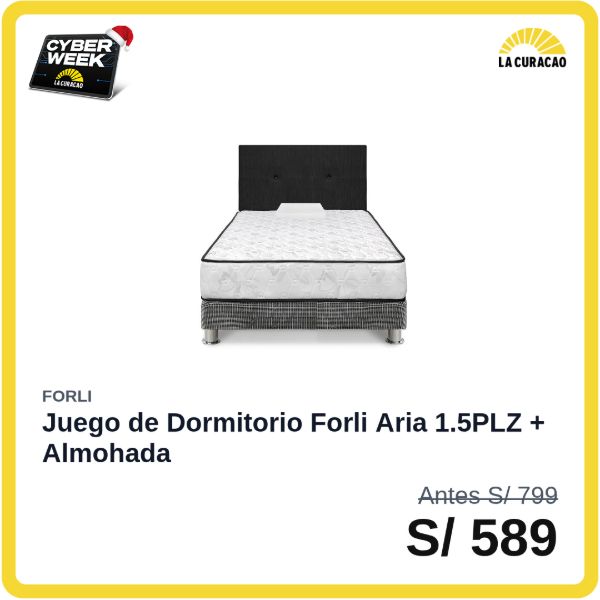 CYBER
WEEK
LA CURACAO
LA CURACAO
FORLI
Juego de Dormitorio Forli Aria 1.5PLZ +
Almohada
Antes S/ 799
S/ 589